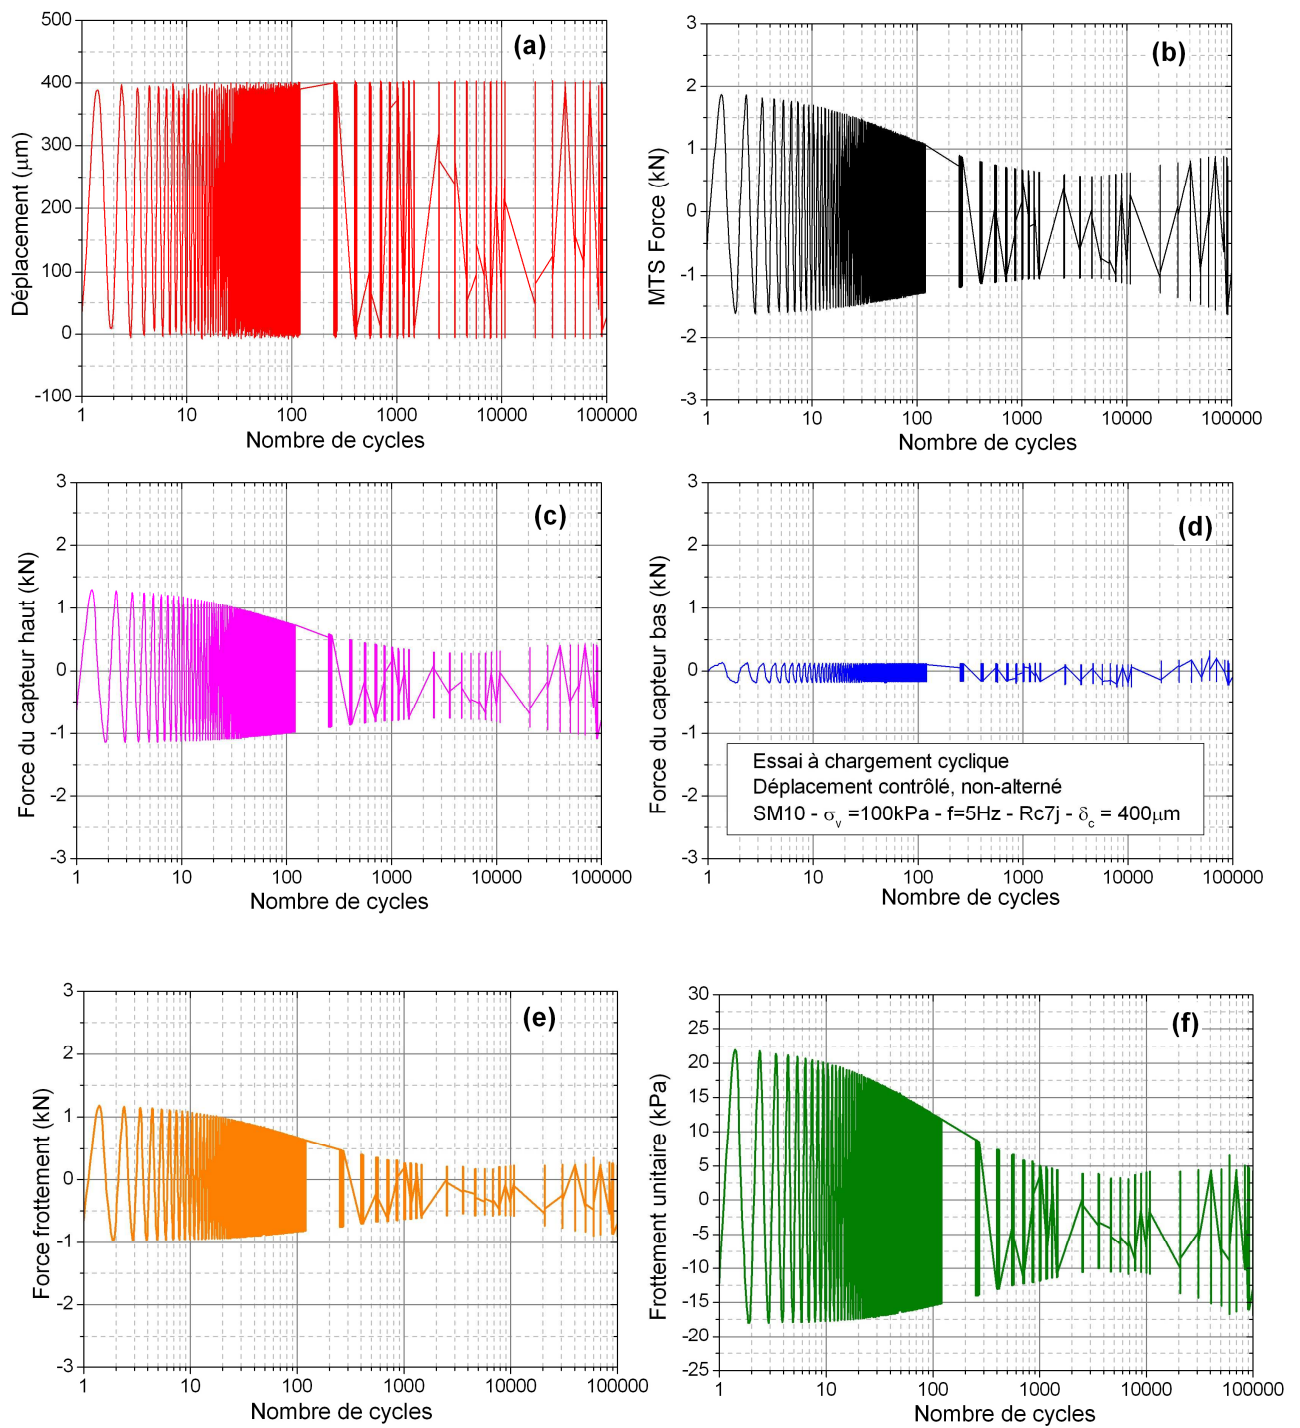 (a)
Déplacement (μm)
500
400
300
200
100
0
-100
1 10 100 1000 10000 100000
Nombre de cycles
(b)
MTS Force (kN)
3
2
1
0
-1
-2
-3
1 10 100 1000 10000 100000
Nombre de cycles
(c)
Force du capteur haut (kN)
3
2
1
0
-1
-2
-3
1 10 100 1000 10000 100000
Nombre de cycles
(d)
Force du capteur bas (kN)
3
2
1
0
-1
-2
-3
Essai à chargement cyclique
Déplacement contrôlé, non-alterné
SM10 - σv =100kPa - f=5Hz - Rc7j - δc = 400μm
1 10 100 1000 10000 100000
Nombre de cycles
(e)
Force frottement (kN)
3
2
1
0
-1
-2
-3
1 10 100 1000 10000 100000
Nombre de cycles
(f)
Frottement unitaire (kPa)
30
25
20
15
10
5
0
-5
-10
-15
-20
-25
1 10 100 1000 10000 100000
Nombre de cycles